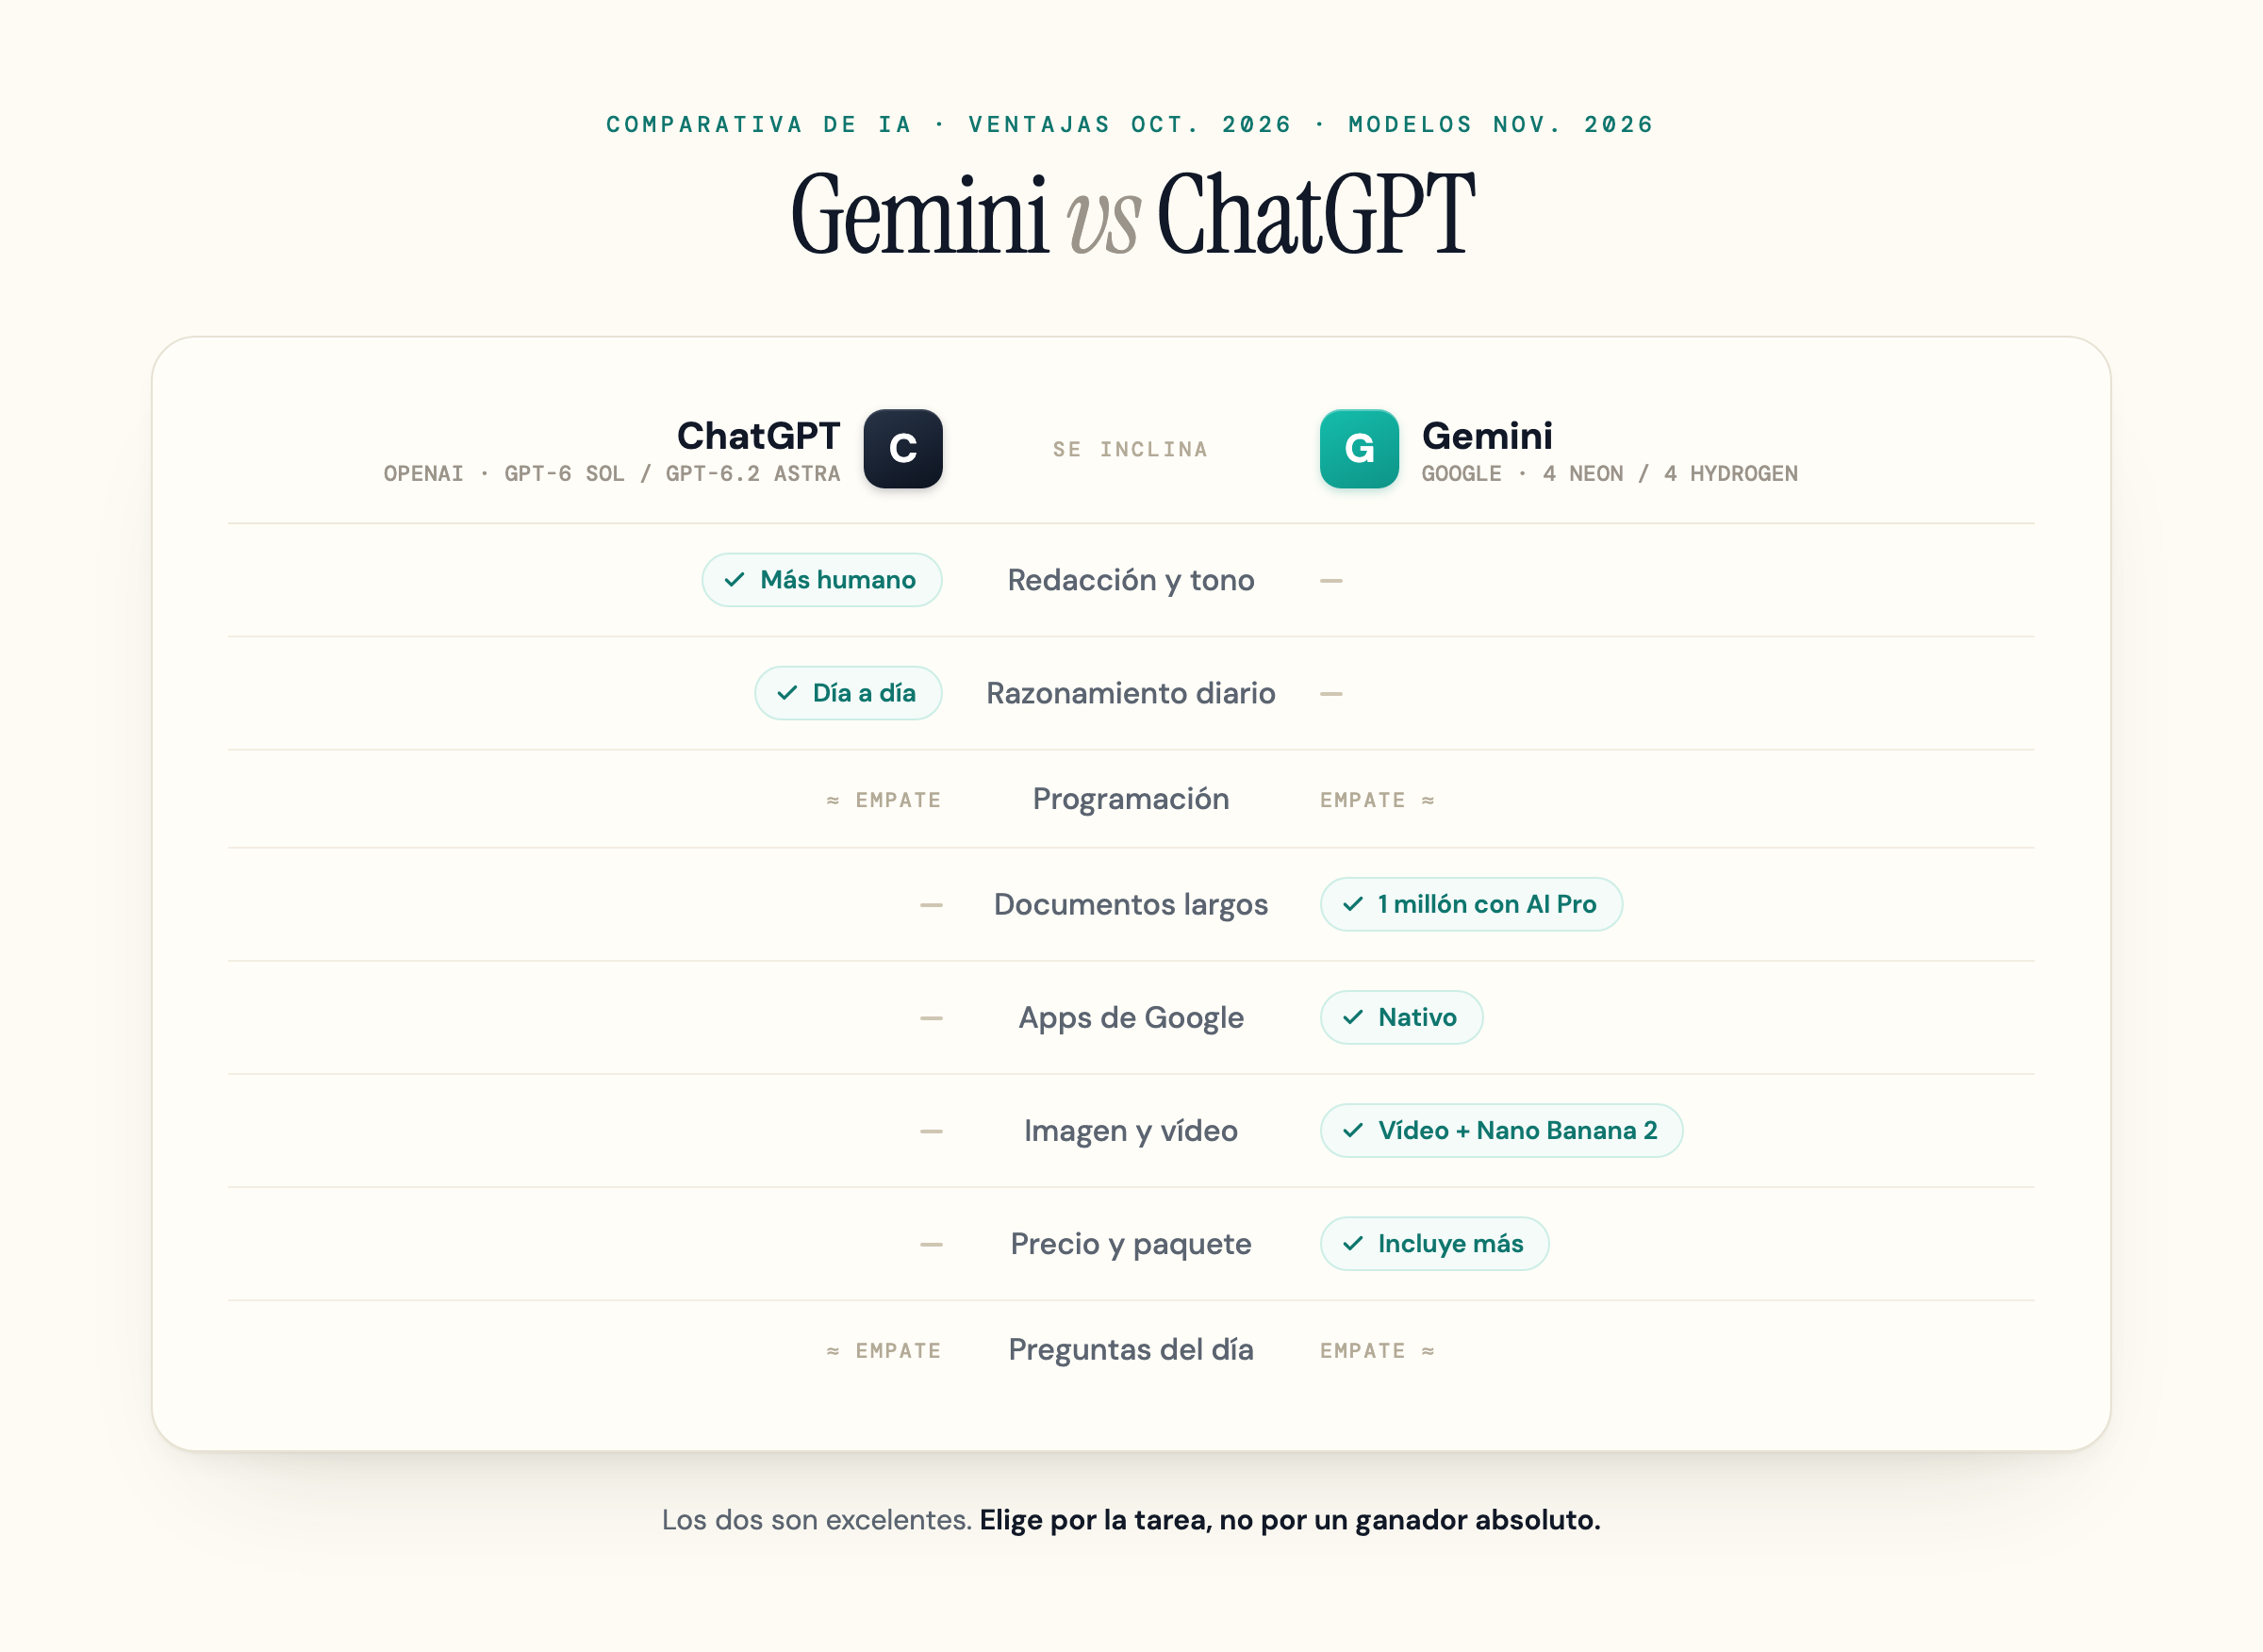 COMPARATIVA DE IA · VENTAJAS OCT. 2026 · MODELOS NOV. 2026
Gemini vs ChatGPT
ChatGPT
OPENAI · GPT-6 SOL / GPT-6.2 ASTRA
C
SE INCLINA
G
Gemini
GOOGLE · 4 NEON / 4 HYDROGEN
✓ Más humano Redacción y tono —
✓ Día a día Razonamiento diario —
≈ EMPATE Programación EMPATE ≈
— Documentos largos ✓ 1 millón con AI Pro
— Apps de Google ✓ Nativo
— Imagen y vídeo ✓ Vídeo + Nano Banana 2
— Precio y paquete ✓ Incluye más
≈ EMPATE Preguntas del día EMPATE ≈
Los dos son excelentes. Elige por la tarea, no por un ganador absoluto.